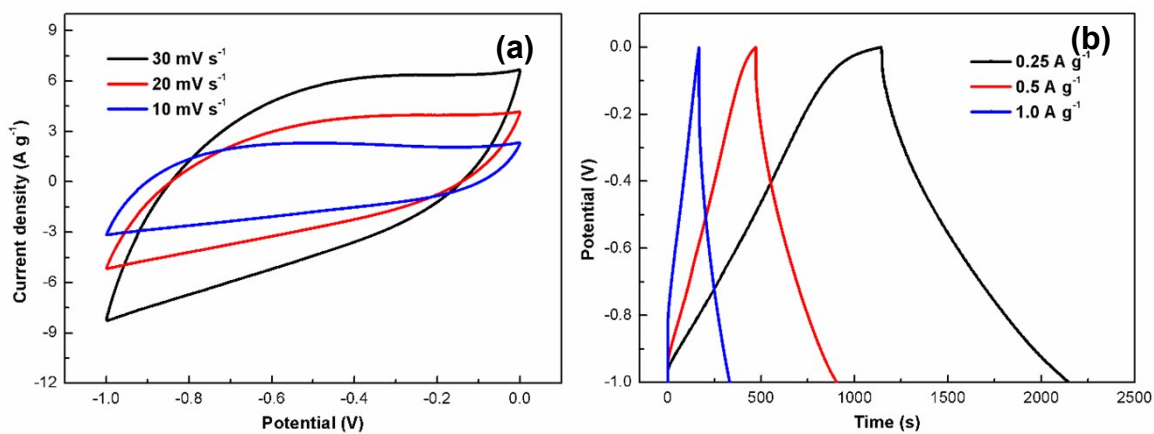 (a)
30 mV s⁻¹
20 mV s⁻¹
10 mV s⁻¹
9
6
3
0
-3
-6
-9
-12
Current density (A g⁻¹)
-1.0 -0.8 -0.6 -0.4 -0.2 0.0
Potential (V)
(b)
0.25 A g⁻¹
0.5 A g⁻¹
1.0 A g⁻¹
0.0
-0.2
-0.4
-0.6
-0.8
-1.0
Potential (V)
0 500 1000 1500 2000 2500
Time (s)